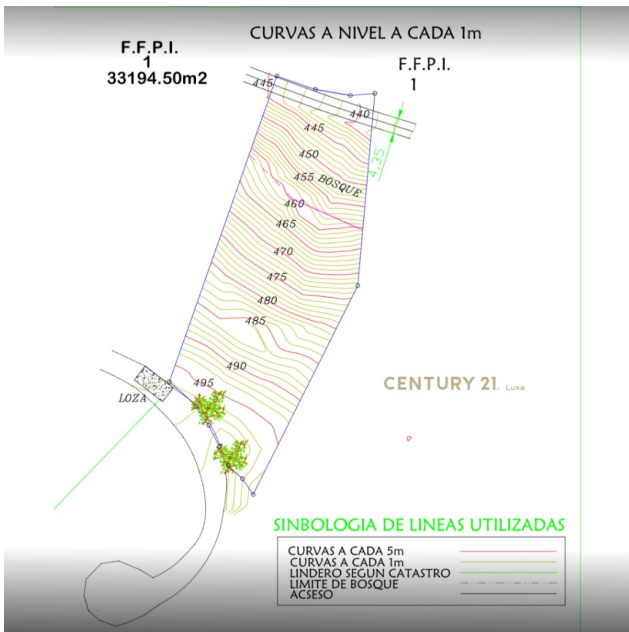 CURVAS A NIVEL A CADA 1m
F.F.P.I.
1
33194.50m2
F.F.P.I.
1
445
440
4.35
445
450
455 BOSQUE
460
465
470
475
480
485
490
495
LOZA
CENTURY 21. Luxa
SINBOLOGIA DE LINEAS UTILIZADAS
CURVAS A CADA 5m
CURVAS A CADA 1m
LINDERO SEGUN CATASTRO
LIMITE DE BOSQUE
ACSESO